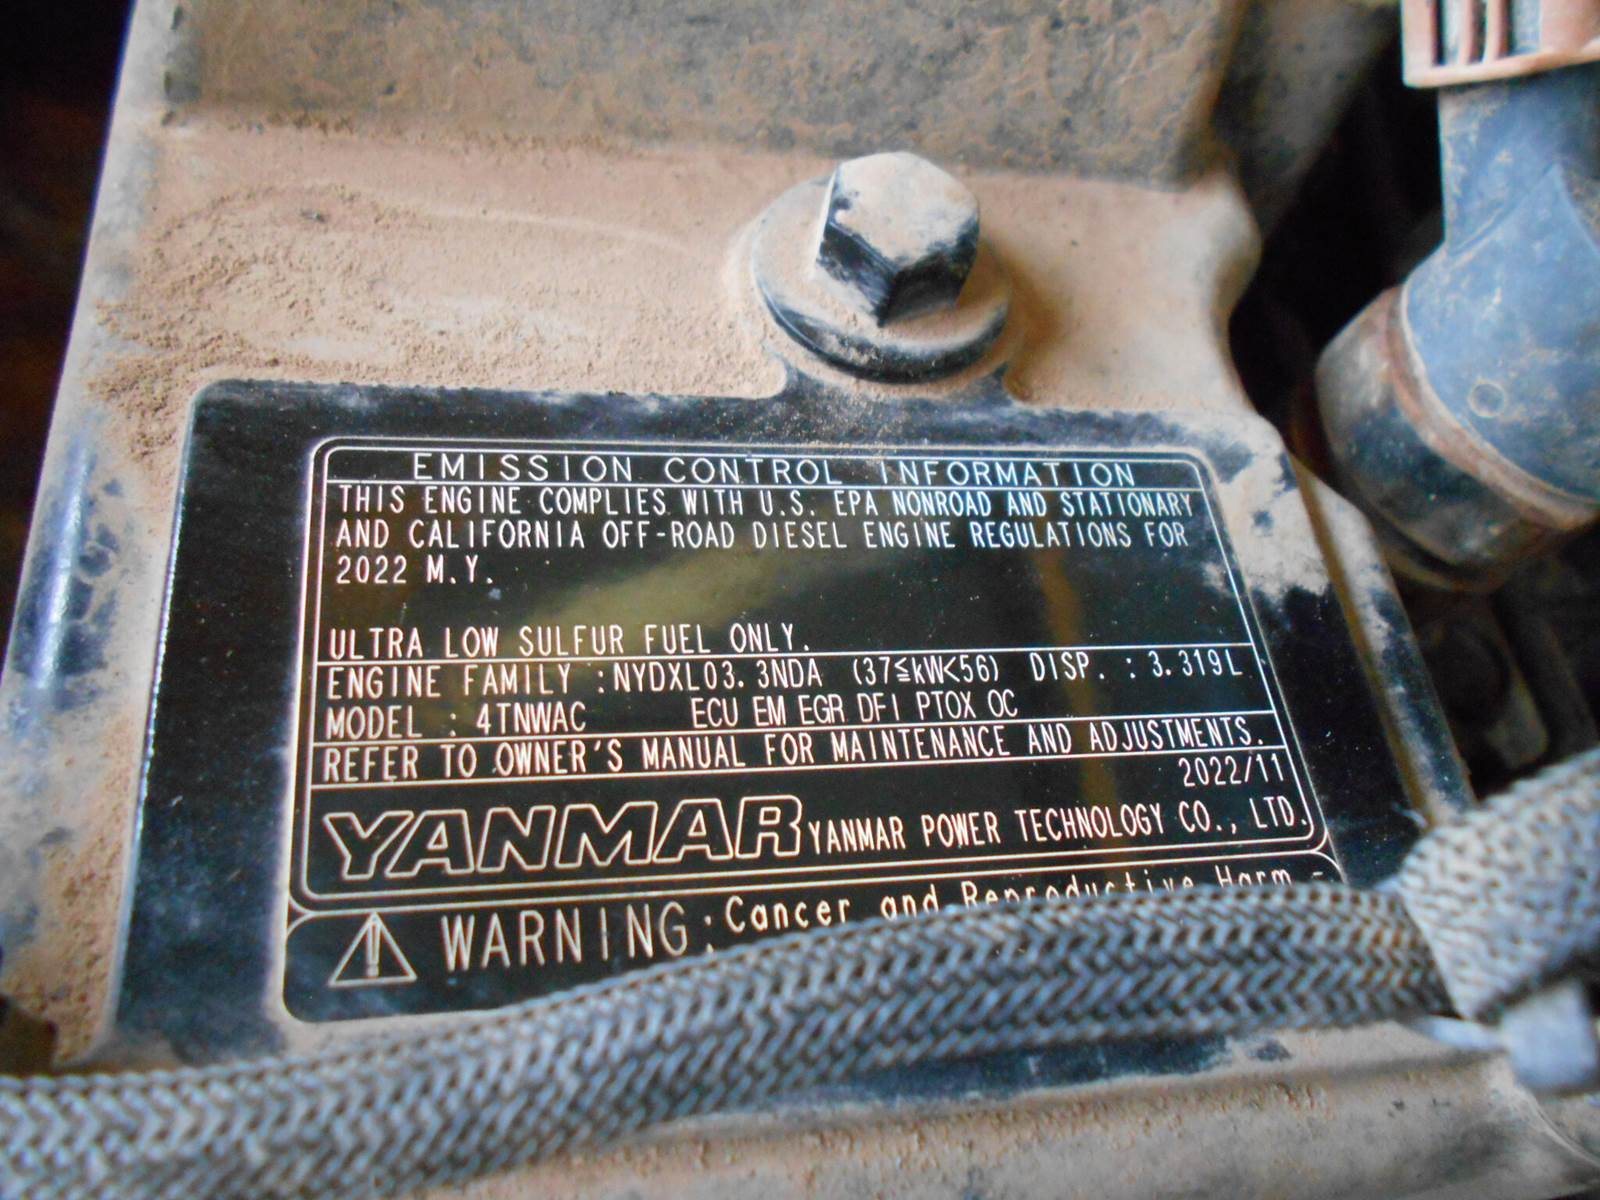 EMISSION CONTROL INFORMATION
THIS ENGINE COMPLIES WITH U.S. EPA NONROAD AND STATIONARY
AND CALIFORNIA OFF-ROAD DIESEL ENGINE REGULATIONS FOR
2022 M.Y.
ULTRA LOW SULFUR FUEL ONLY.
ENGINE FAMILY :NYDXL03.3NDA (37≦kW<56) DISP. : 3.319L
MODEL : 4TNWAC ECU EM EGR DFI PTOX OC
REFER TO OWNER'S MANUAL FOR MAINTENANCE AND ADJUSTMENTS.
2022/11
YANMAR YANMAR POWER TECHNOLOGY CO., LTD.
WARNING: Cancer and Reproductive Harm -